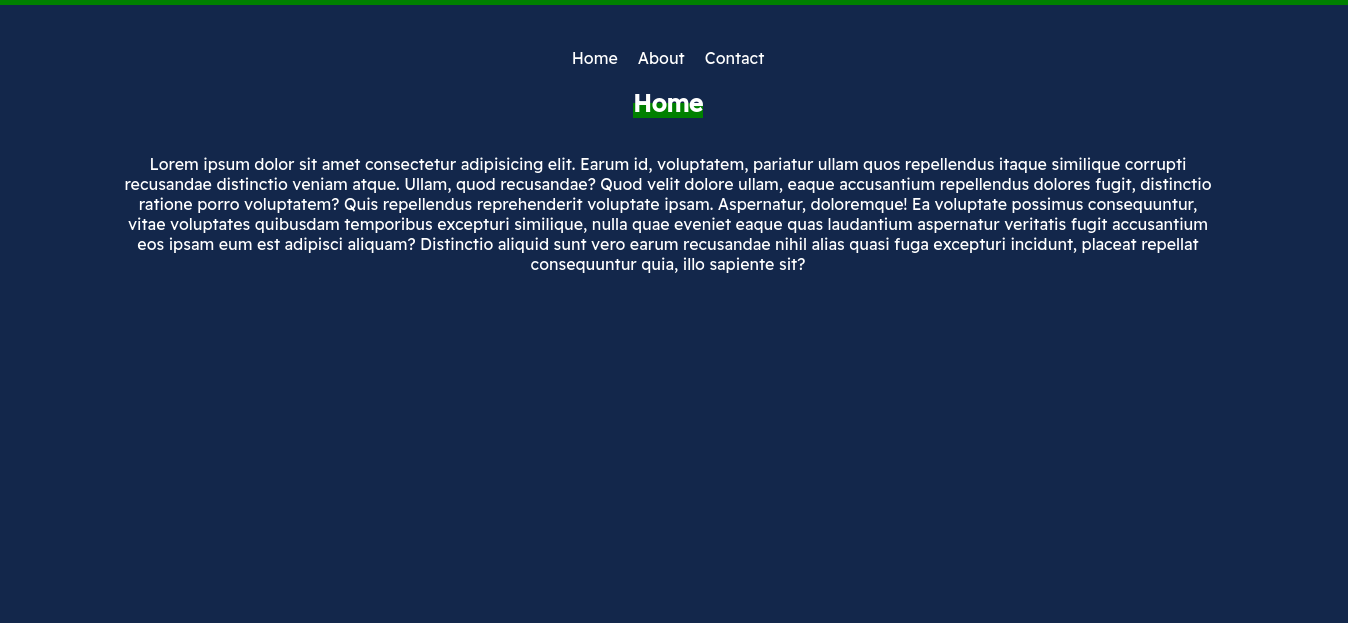 Home About Contact
Home
Lorem ipsum dolor sit amet consectetur adipisicing elit. Earum id, voluptatem, pariatur ullam quos repellendus itaque similique corrupti
recusandae distinctio veniam atque. Ullam, quod recusandae? Quod velit dolore ullam, eaque accusantium repellendus dolores fugit, distinctio
ratione porro voluptatem? Quis repellendus reprehenderit voluptate ipsam. Aspernatur, doloremque! Ea voluptate possimus consequuntur,
vitae voluptates quibusdam temporibus excepturi similique, nulla quae eveniet eaque quas laudantium aspernatur veritatis fugit accusantium
eos ipsam eum est adipisci aliquam? Distinctio aliquid sunt vero earum recusandae nihil alias quasi fuga excepturi incidunt, placeat repellat
consequuntur quia, illo sapiente sit?